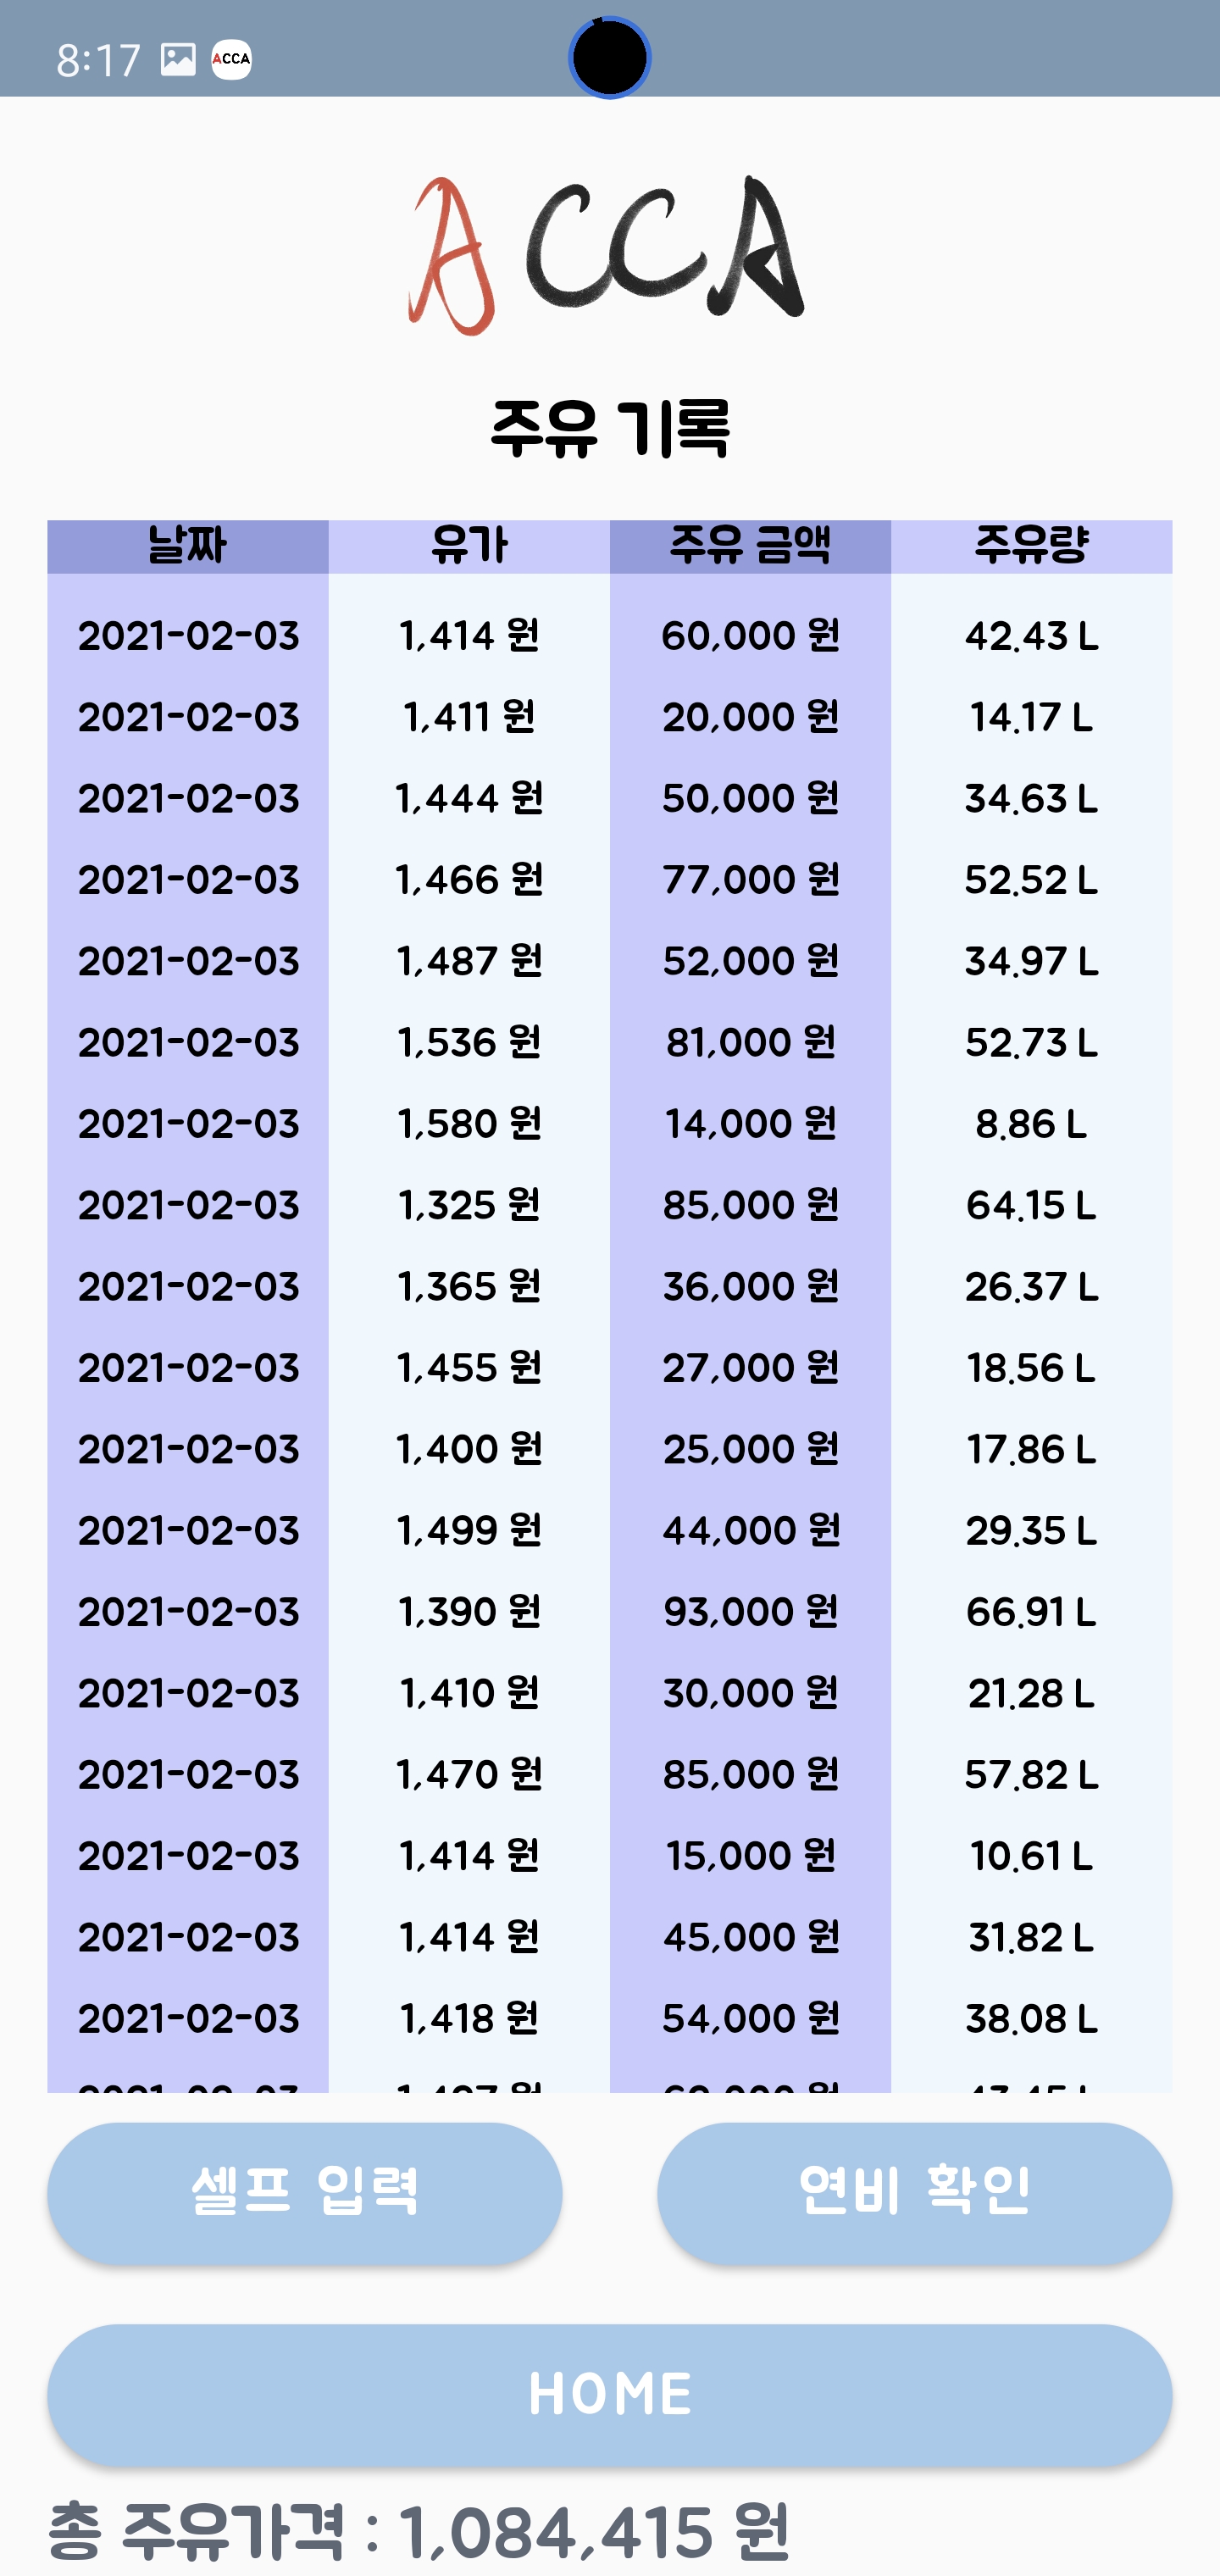 8:17 ACCA
ACCA
주유 기록
날짜 유가 주유 금액 주유량
2021-02-03 1,414 원 60,000 원 42.43 L
2021-02-03 1,411 원 20,000 원 14.17 L
2021-02-03 1,444 원 50,000 원 34.63 L
2021-02-03 1,466 원 77,000 원 52.52 L
2021-02-03 1,487 원 52,000 원 34.97 L
2021-02-03 1,536 원 81,000 원 52.73 L
2021-02-03 1,580 원 14,000 원 8.86 L
2021-02-03 1,325 원 85,000 원 64.15 L
2021-02-03 1,365 원 36,000 원 26.37 L
2021-02-03 1,455 원 27,000 원 18.56 L
2021-02-03 1,400 원 25,000 원 17.86 L
2021-02-03 1,499 원 44,000 원 29.35 L
2021-02-03 1,390 원 93,000 원 66.91 L
2021-02-03 1,410 원 30,000 원 21.28 L
2021-02-03 1,470 원 85,000 원 57.82 L
2021-02-03 1,414 원 15,000 원 10.61 L
2021-02-03 1,414 원 45,000 원 31.82 L
2021-02-03 1,418 원 54,000 원 38.08 L
셀프 입력 연비 확인
HOME
총 주유가격 : 1,084,415 원